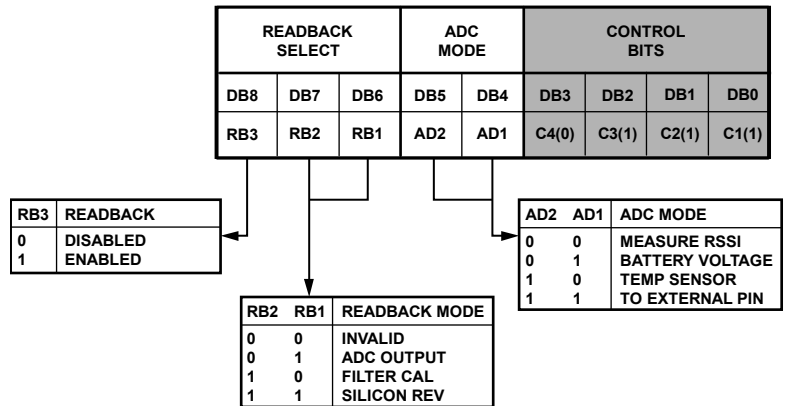 READBACK SELECT
ADC MODE
CONTROL BITS
DB8 DB7 DB6 DB5 DB4 DB3 DB2 DB1 DB0
RB3 RB2 RB1 AD2 AD1 C4(0) C3(1) C2(1) C1(1)
RB3 READBACK
0 DISABLED
1 ENABLED
AD2 AD1 ADC MODE
0 0 MEASURE RSSI
0 1 BATTERY VOLTAGE
1 0 TEMP SENSOR
1 1 TO EXTERNAL PIN
RB2 RB1 READBACK MODE
0 0 INVALID
0 1 ADC OUTPUT
1 0 FILTER CAL
1 1 SILICON REV